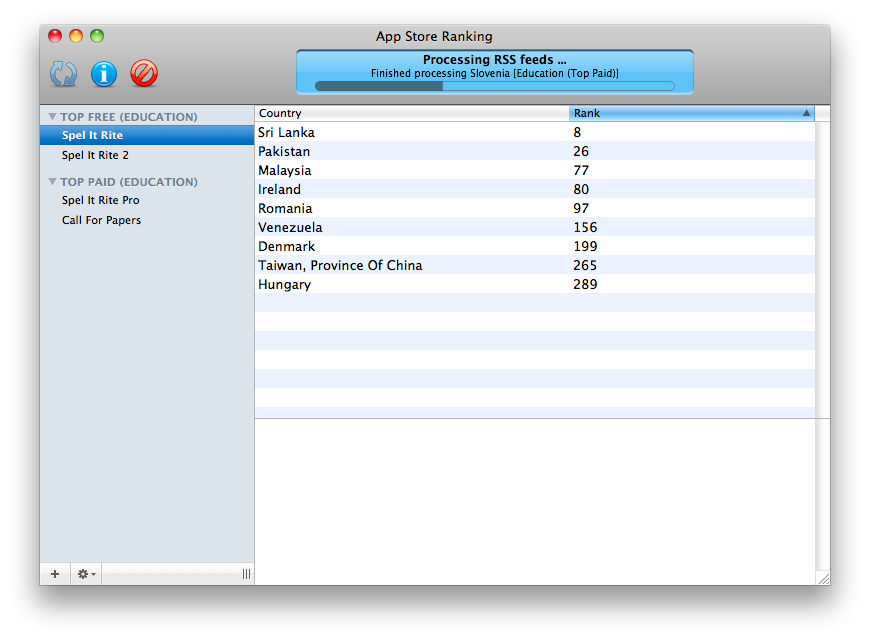 App Store Ranking
Processing RSS feeds ...
Finished processing Slovenia [Education (Top Paid)]
TOP FREE (EDUCATION)
Spel It Rite
Spel It Rite 2
TOP PAID (EDUCATION)
Spel It Rite Pro
Call For Papers
Country Rank
Sri Lanka 8
Pakistan 26
Malaysia 77
Ireland 80
Romania 97
Venezuela 156
Denmark 199
Taiwan, Province Of China 265
Hungary 289